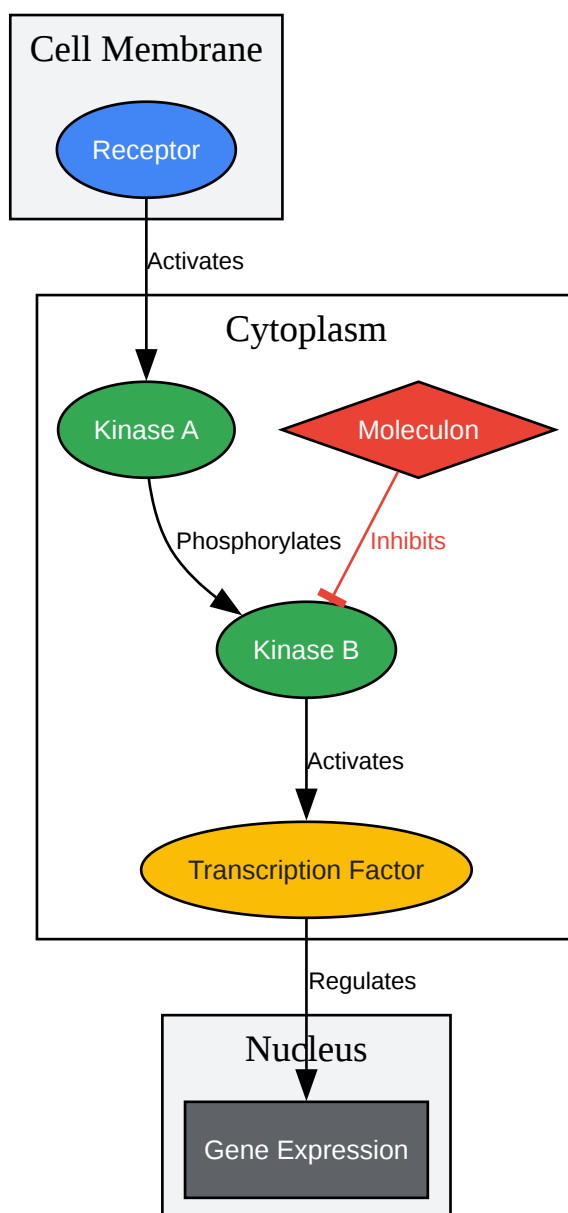 Cell Membrane
Receptor
Activates
Cytoplasm
Kinase A
Moleculon
Phosphorylates
Inhibits
Kinase B
Activates
Transcription Factor
Regulates
Nucleus
Gene Expression